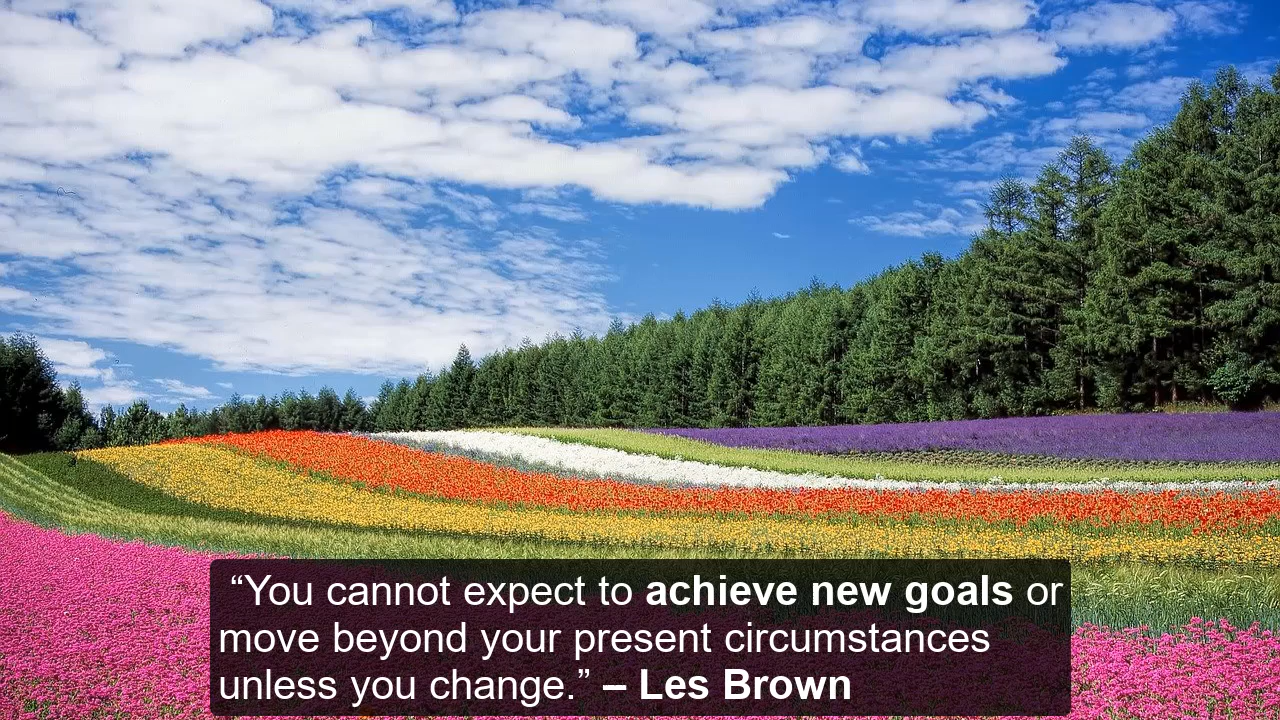 “You cannot expect to achieve new goals or
move beyond your present circumstances
unless you change.” – Les Brown